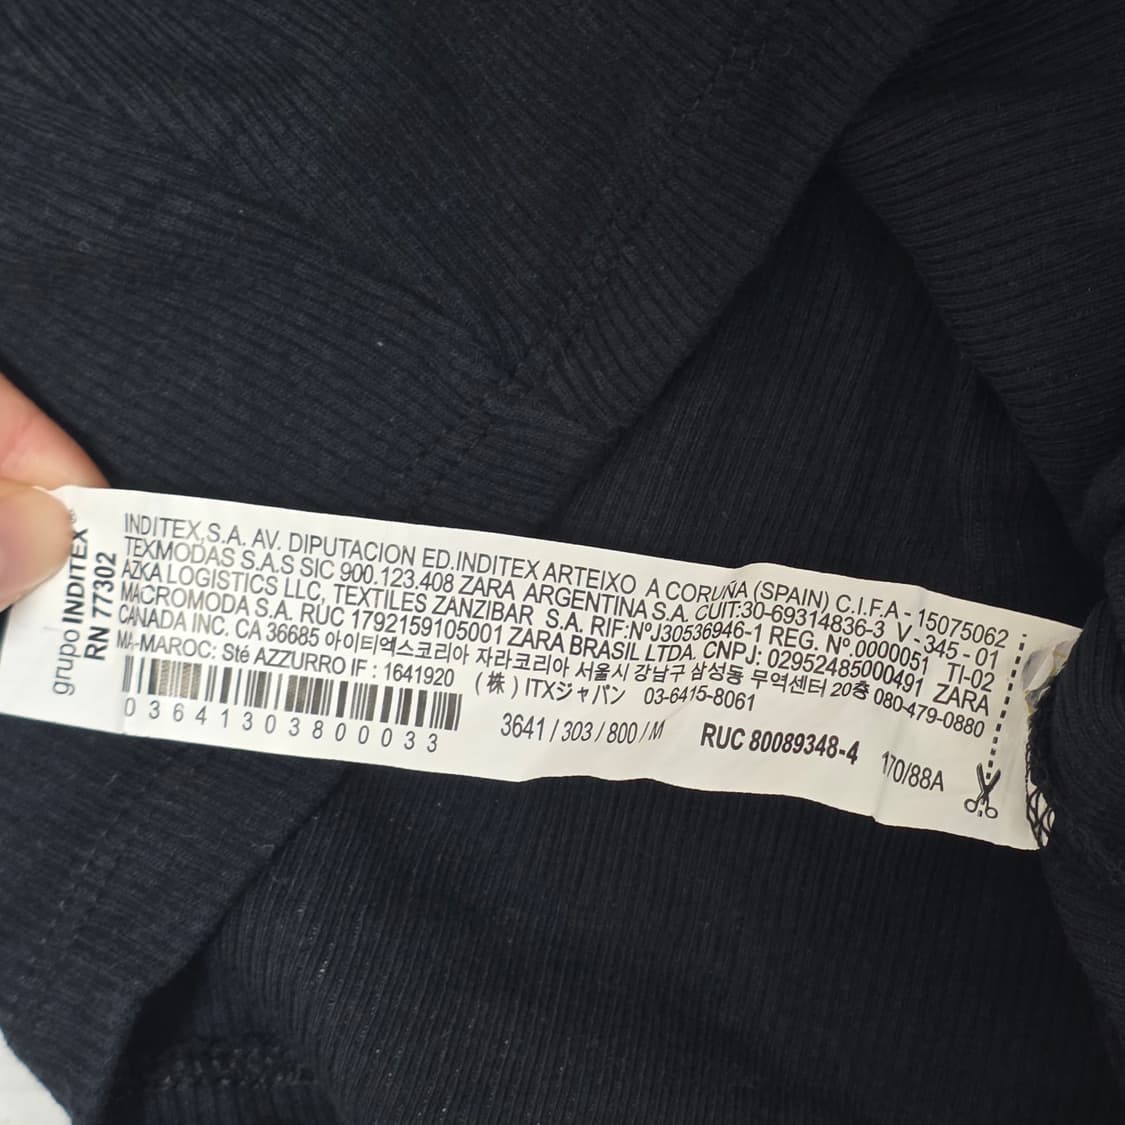 grupo INDITEX®
RN 77302
INDITEX,S.A. AV. DIPUTACION ED.INDITEX ARTEIXO A CORUÑA (SPAIN) C.I.F.A - 15075062
TEXMODAS S.A.S SIC 900.123.408 ZARA ARGENTINA S.A. CUIT:30-69314836-3 V - 345 - 01
AZKA LOGISTICS LLC, TEXTILES ZANZIBAR S.A. RIF:NºJ30536946-1 REG. Nº 0000051 TI-02
MACROMODA S.A. RUC 1792159105001 ZARA BRASIL LTDA. CNPJ: 02952485000491 ZARA
CANADA INC. CA 36685 아이티엑스코리아 자라코리아 서울시 강남구 삼성동 무역센터 20층 080-479-0880
MA-MAROC: Sté AZZURRO IF : 1641920 (株) ITXジャパン 03-6415-8061
03641303800033
3641 / 303 / 800 / M RUC 80089348-4 170/88A